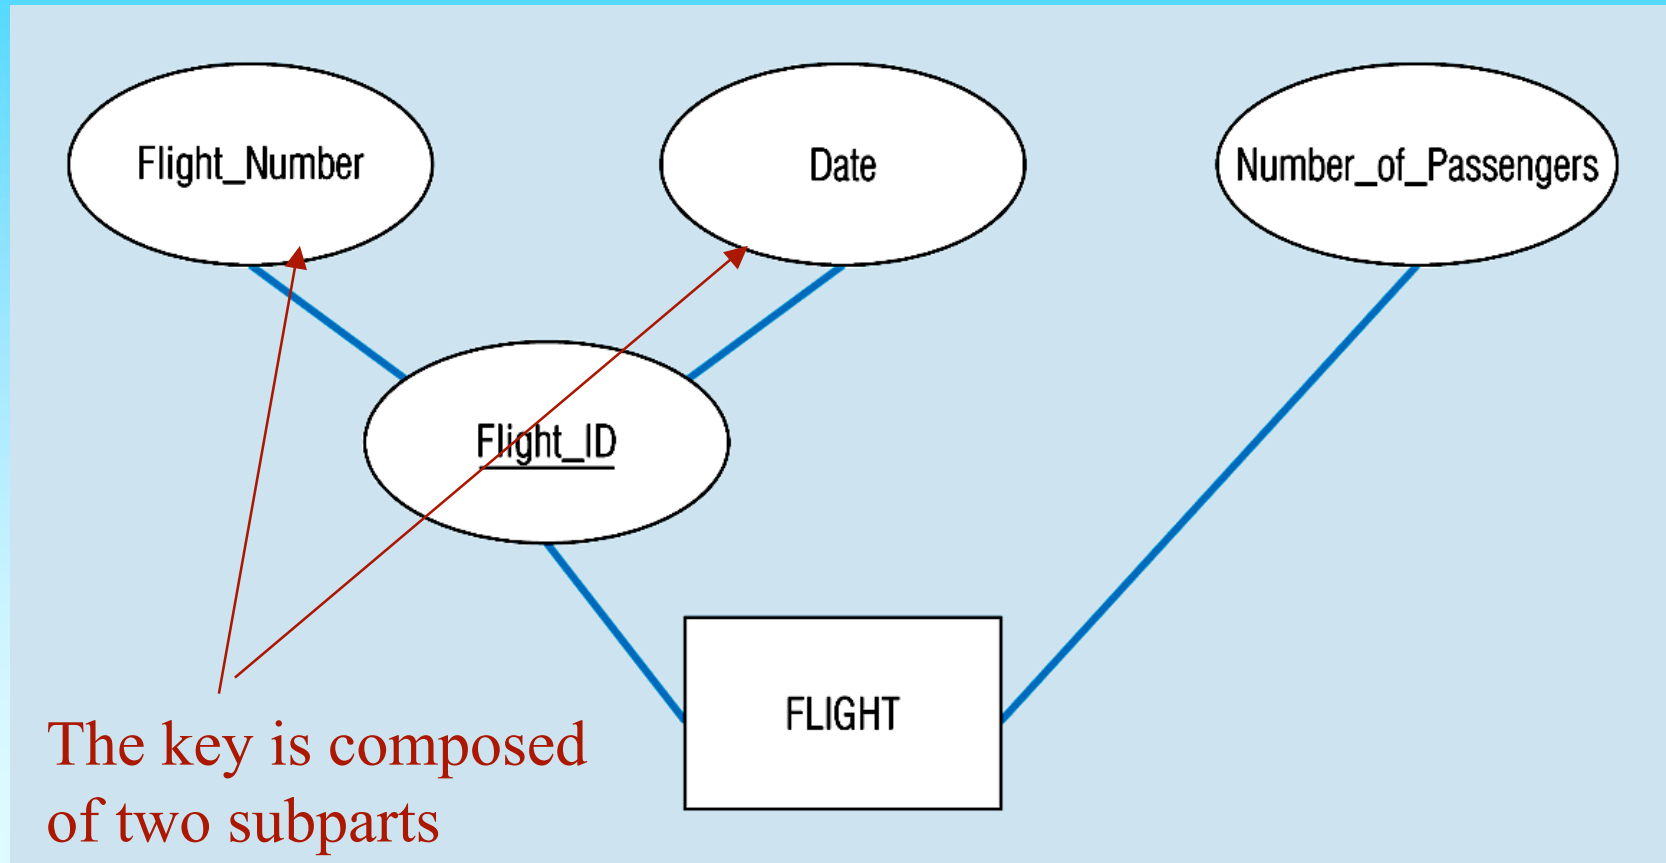 Flight_Number
Date
Number_of_Passengers
Flight_ID
FLIGHT
The key is composed
of two subparts